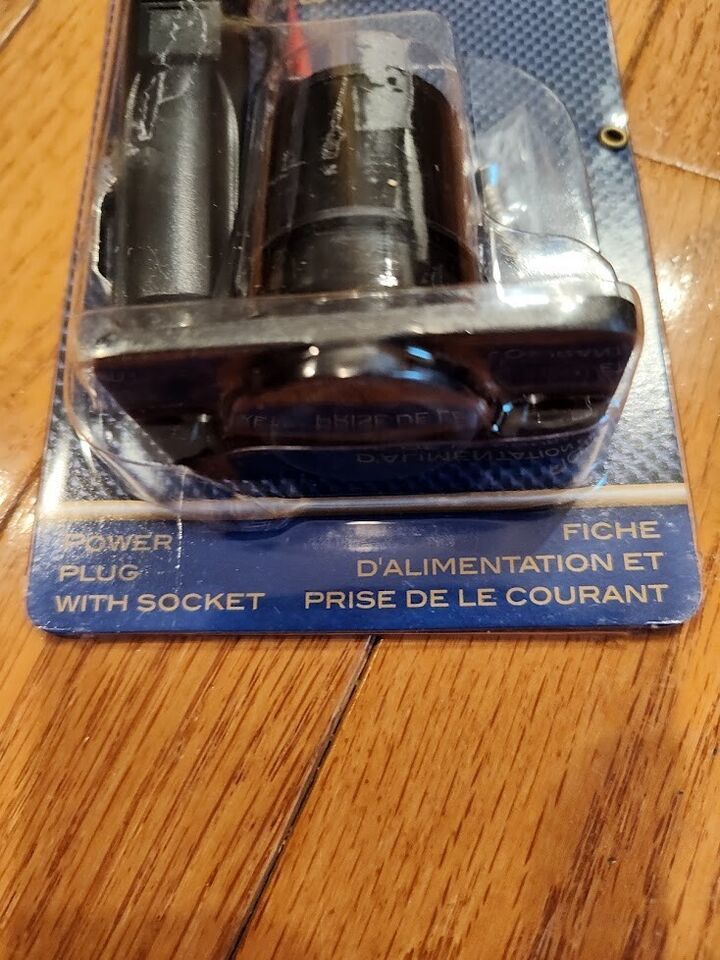 POWER
PLUG
WITH SOCKET
FICHE
D'ALIMENTATION ET
PRISE DE LE COURANT